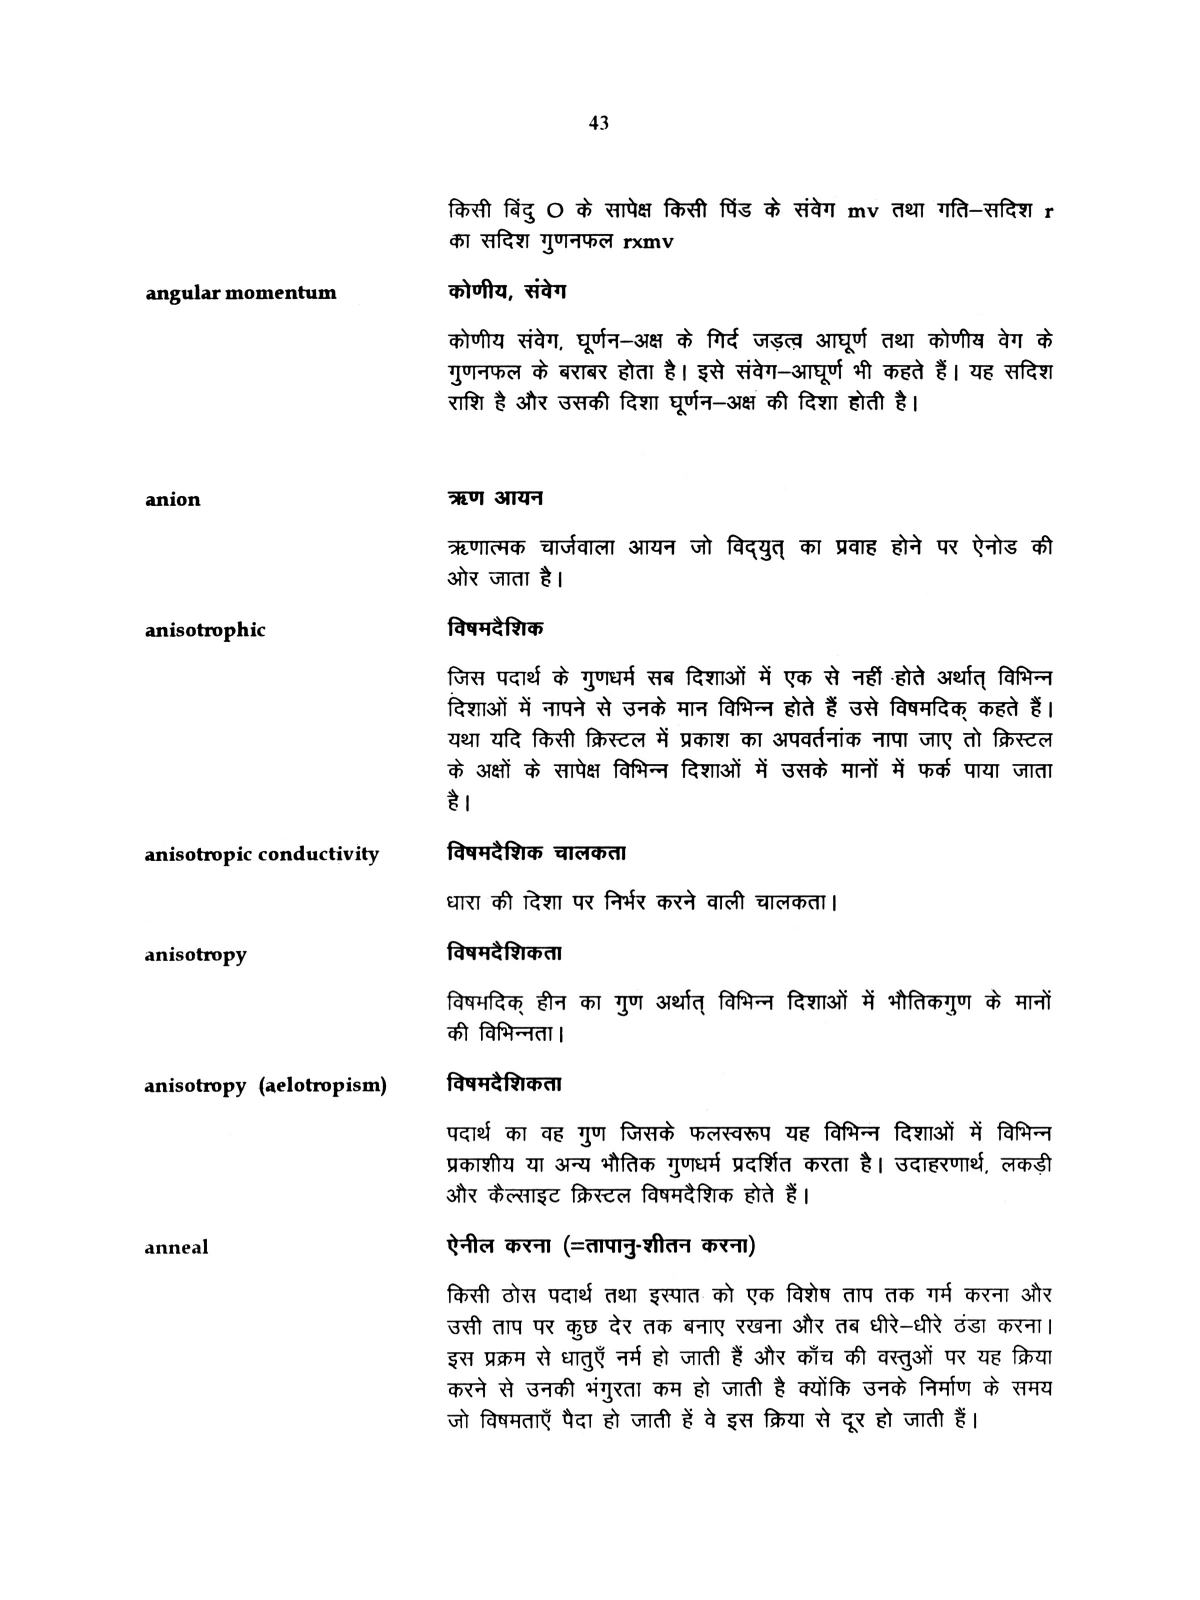 43
किसी बिंदु O के सापेक्ष किसी पिंड के संवेग mv तथा गति–सदिश r
का सदिश गुणनफल rxmv
angular momentum कोणीय, संवेग
कोणीय संवेग, घूर्णन–अक्ष के गिर्द जड़त्व आघूर्ण तथा कोणीय वेग के
गुणनफल के बराबर होता है। इसे संवेग–आघूर्ण भी कहते हैं। यह सदिश
राशि है और उसकी दिशा घूर्णन–अक्ष की दिशा होती है।
anion ऋण आयन
ऋणात्मक चार्जवाला आयन जो विद्युत् का प्रवाह होने पर ऐनोड की
ओर जाता है।
anisotrophic विषमदैशिक
जिस पदार्थ के गुणधर्म सब दिशाओं में एक से नहीं होते अर्थात् विभिन्न
दिशाओं में नापने से उनके मान विभिन्न होते हैं उसे विषमदिक् कहते हैं।
यथा यदि किसी क्रिस्टल में प्रकाश का अपवर्तनांक नापा जाए तो क्रिस्टल
के अक्षों के सापेक्ष विभिन्न दिशाओं में उसके मानों में फर्क पाया जाता
है।
anisotropic conductivity विषमदैशिक चालकता
धारा की दिशा पर निर्भर करने वाली चालकता।
anisotropy विषमदैशिकता
विषमदिक् हीन का गुण अर्थात् विभिन्न दिशाओं में भौतिकगुण के मानों
की विभिन्नता।
anisotropy (aelotropism) विषमदैशिकता
पदार्थ का वह गुण जिसके फलस्वरूप यह विभिन्न दिशाओं में विभिन्न
प्रकाशीय या अन्य भौतिक गुणधर्म प्रदर्शित करता है। उदाहरणार्थ, लकड़ी
और कैल्साइट क्रिस्टल विषमदैशिक होते हैं।
anneal ऐनील करना (=तापानु-शीतन करना)
किसी ठोस पदार्थ तथा इस्पात को एक विशेष ताप तक गर्म करना और
उसी ताप पर कुछ देर तक बनाए रखना और तब धीरे–धीरे ठंडा करना।
इस प्रक्रम से धातुएँ नर्म हो जाती हैं और काँच की वस्तुओं पर यह क्रिया
करने से उनकी भंगुरता कम हो जाती है क्योंकि उनके निर्माण के समय
जो विषमताएँ पैदा हो जाती हें वे इस क्रिया से दूर हो जाती हैं।